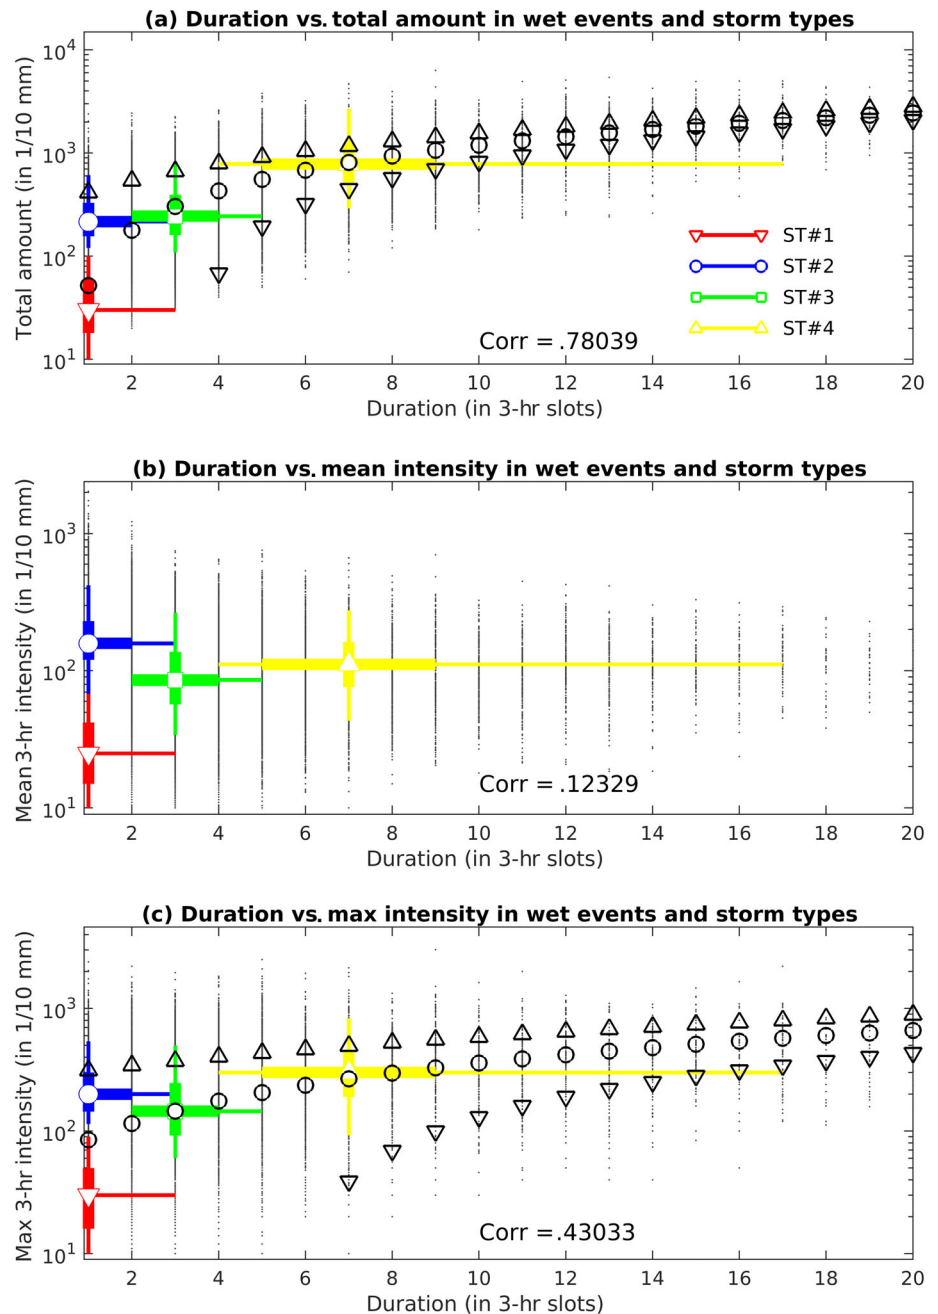 (a) Duration vs. total amount in wet events and storm types
Total amount (in 1/10 mm)
10^4
10^3
10^2
10^1
ST#1
ST#2
ST#3
ST#4
Corr = .78039
2 4 6 8 10 12 14 16 18 20
Duration (in 3-hr slots)
(b) Duration vs. mean intensity in wet events and storm types
Mean 3-hr intensity (in 1/10 mm)
10^3
10^2
10^1
Corr = .12329
2 4 6 8 10 12 14 16 18 20
Duration (in 3-hr slots)
(c) Duration vs. max intensity in wet events and storm types
Max 3-hr intensity (in 1/10 mm)
10^3
10^2
10^1
Corr = .43033
2 4 6 8 10 12 14 16 18 20
Duration (in 3-hr slots)